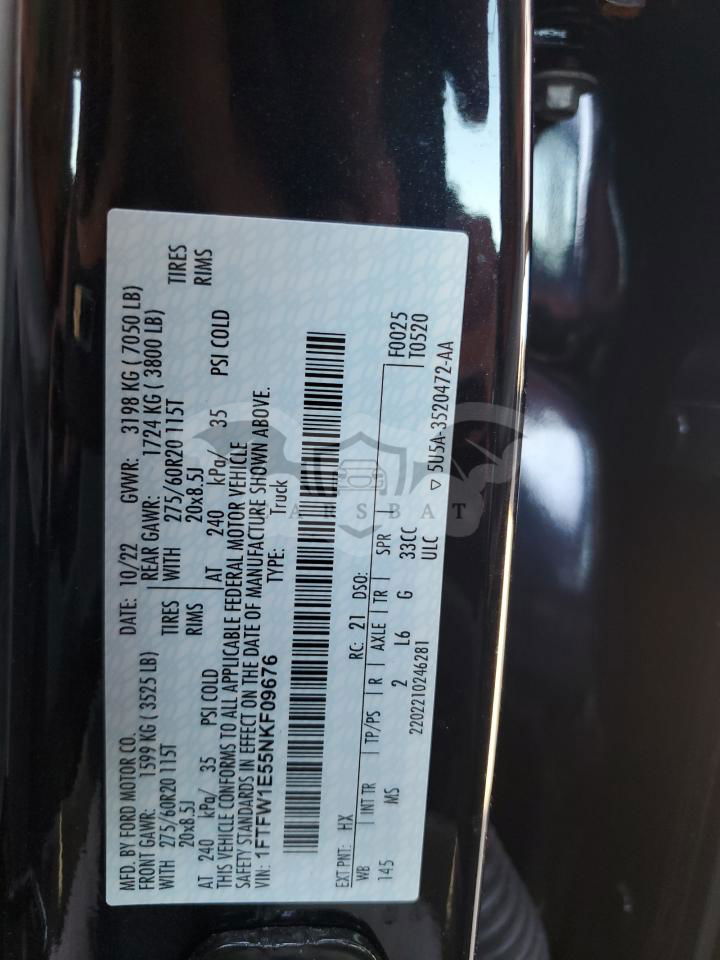 MFD. BY FORD MOTOR CO. DATE: 10/22 GVWR: 3198 KG ( 7050 LB)
FRONT GAWR: 1599 KG ( 3525 LB) REAR GAWR: 1724 KG ( 3800 LB)
WITH 275/60R20 115T TIRES WITH 275/60R20 115T TIRES
20x8.5J RIMS 20x8.5J RIMS
AT 240 kPa/ 35 PSI COLD AT 240 kPa/ 35 PSI COLD
THIS VEHICLE CONFORMS TO ALL APPLICABLE FEDERAL MOTOR VEHICLE
SAFETY STANDARDS IN EFFECT ON THE DATE OF MANUFACTURE SHOWN ABOVE.
VIN: 1FTFW1E55NKF09676 TYPE: Truck
EXT PNT: HX RC: 21 DSO:
WB | INT TR | TP/PS | R | AXLE | TR | SPR F0025
145 MS 2 L6 G 33CC T0520
ULC
2202210246281 ▽ 5U5A-3520472-AA
ARSBAT